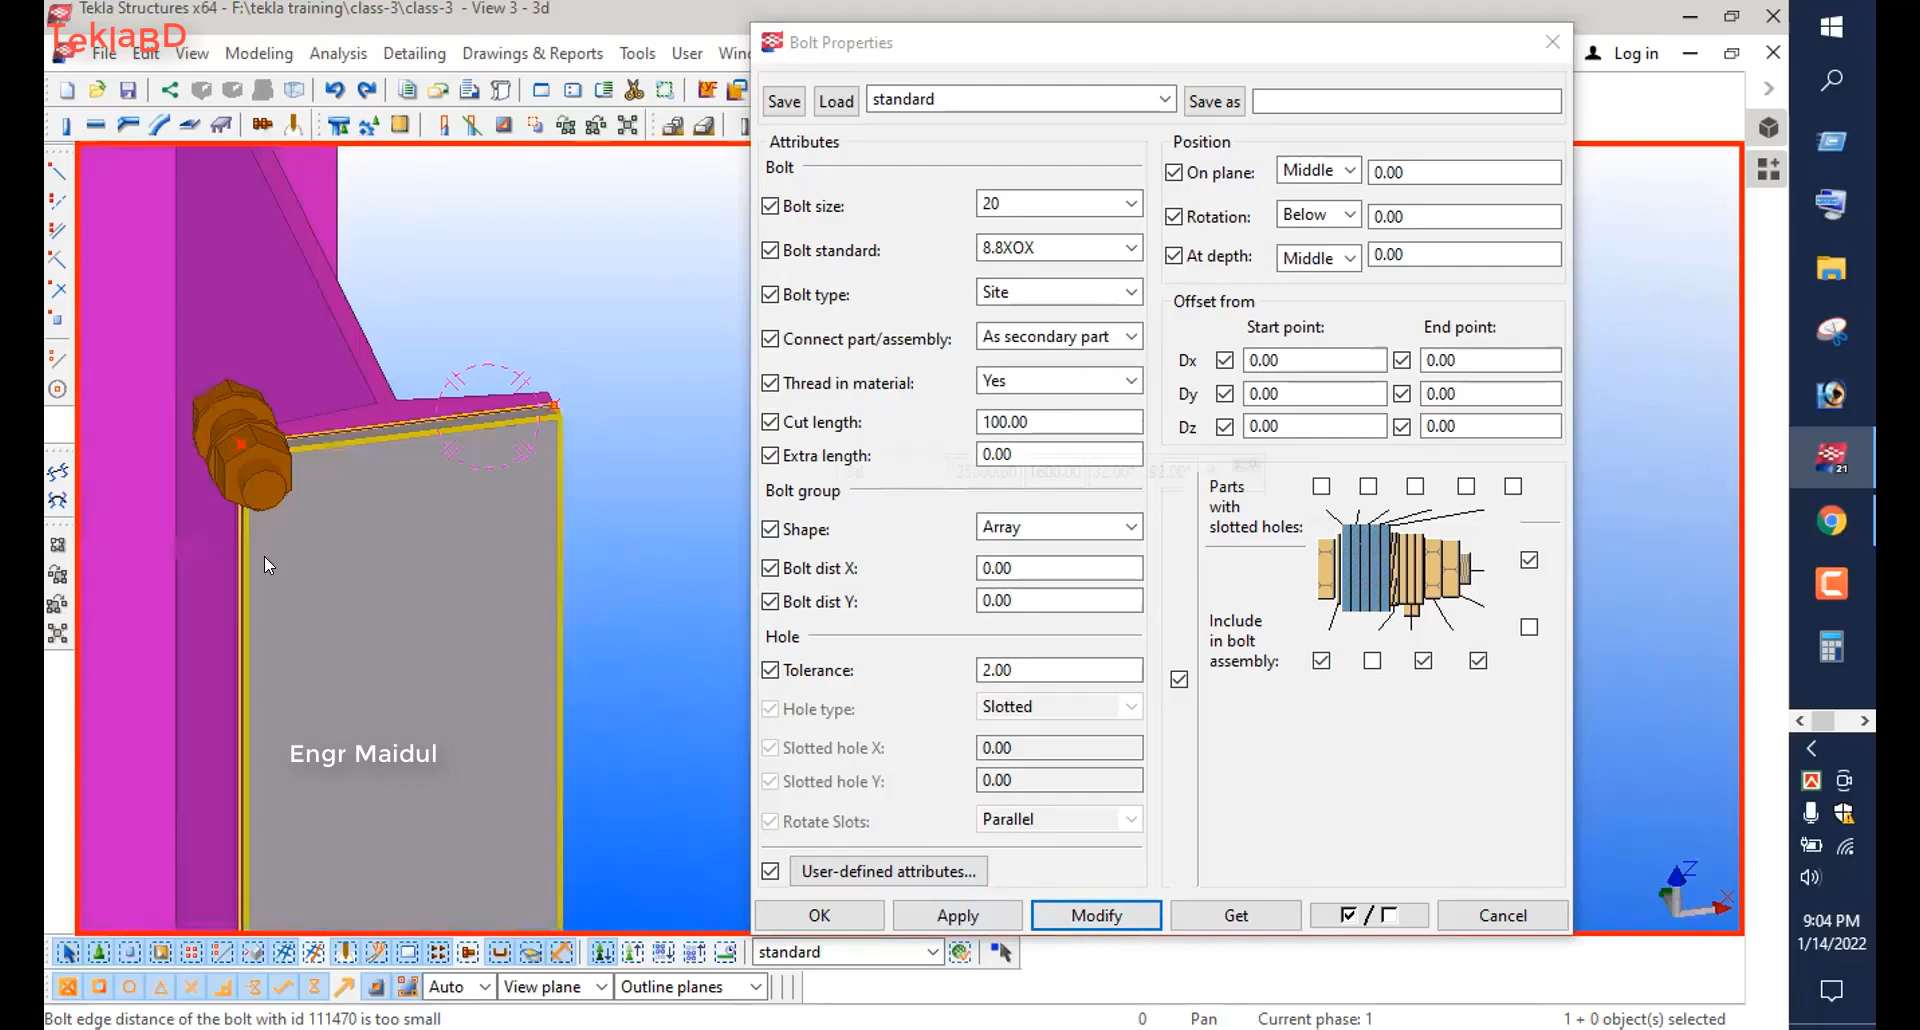 Tekla Structures x64 - F:\tekla training\class-3\class-3 - View 3 - 3d
TeklaBD
File Edit View Modeling Analysis Detailing Drawings & Reports Tools User
Log in
Bolt Properties
Save Load standard Save as
Attributes
Bolt
Bolt size: 20
Bolt standard: 8.8XOX
Bolt type: Site
Connect part/assembly: As secondary part
Thread in material: Yes
Cut length: 100.00
Extra length: 0.00
Bolt group
Shape: Array
Bolt dist X: 0.00
Bolt dist Y: 0.00
Hole
Tolerance: 2.00
Hole type: Slotted
Slotted hole X: 0.00
Slotted hole Y: 0.00
Rotate Slots: Parallel
User-defined attributes...
Position
On plane: Middle 0.00
Rotation: Below 0.00
At depth: Middle 0.00
Offset from
Start point: End point:
Dx 0.00 0.00
Dy 0.00 0.00
Dz 0.00 0.00
Parts
with
slotted holes:
Include
in bolt
assembly:
OK Apply Modify Get / Cancel
Engr Maidul
Z
X
21
standard
Auto View plane Outline planes
Bolt edge distance of the bolt with id 111470 is too small
0 Pan Current phase: 1 1 + 0 object(s) selected
9:04 PM
1/14/2022